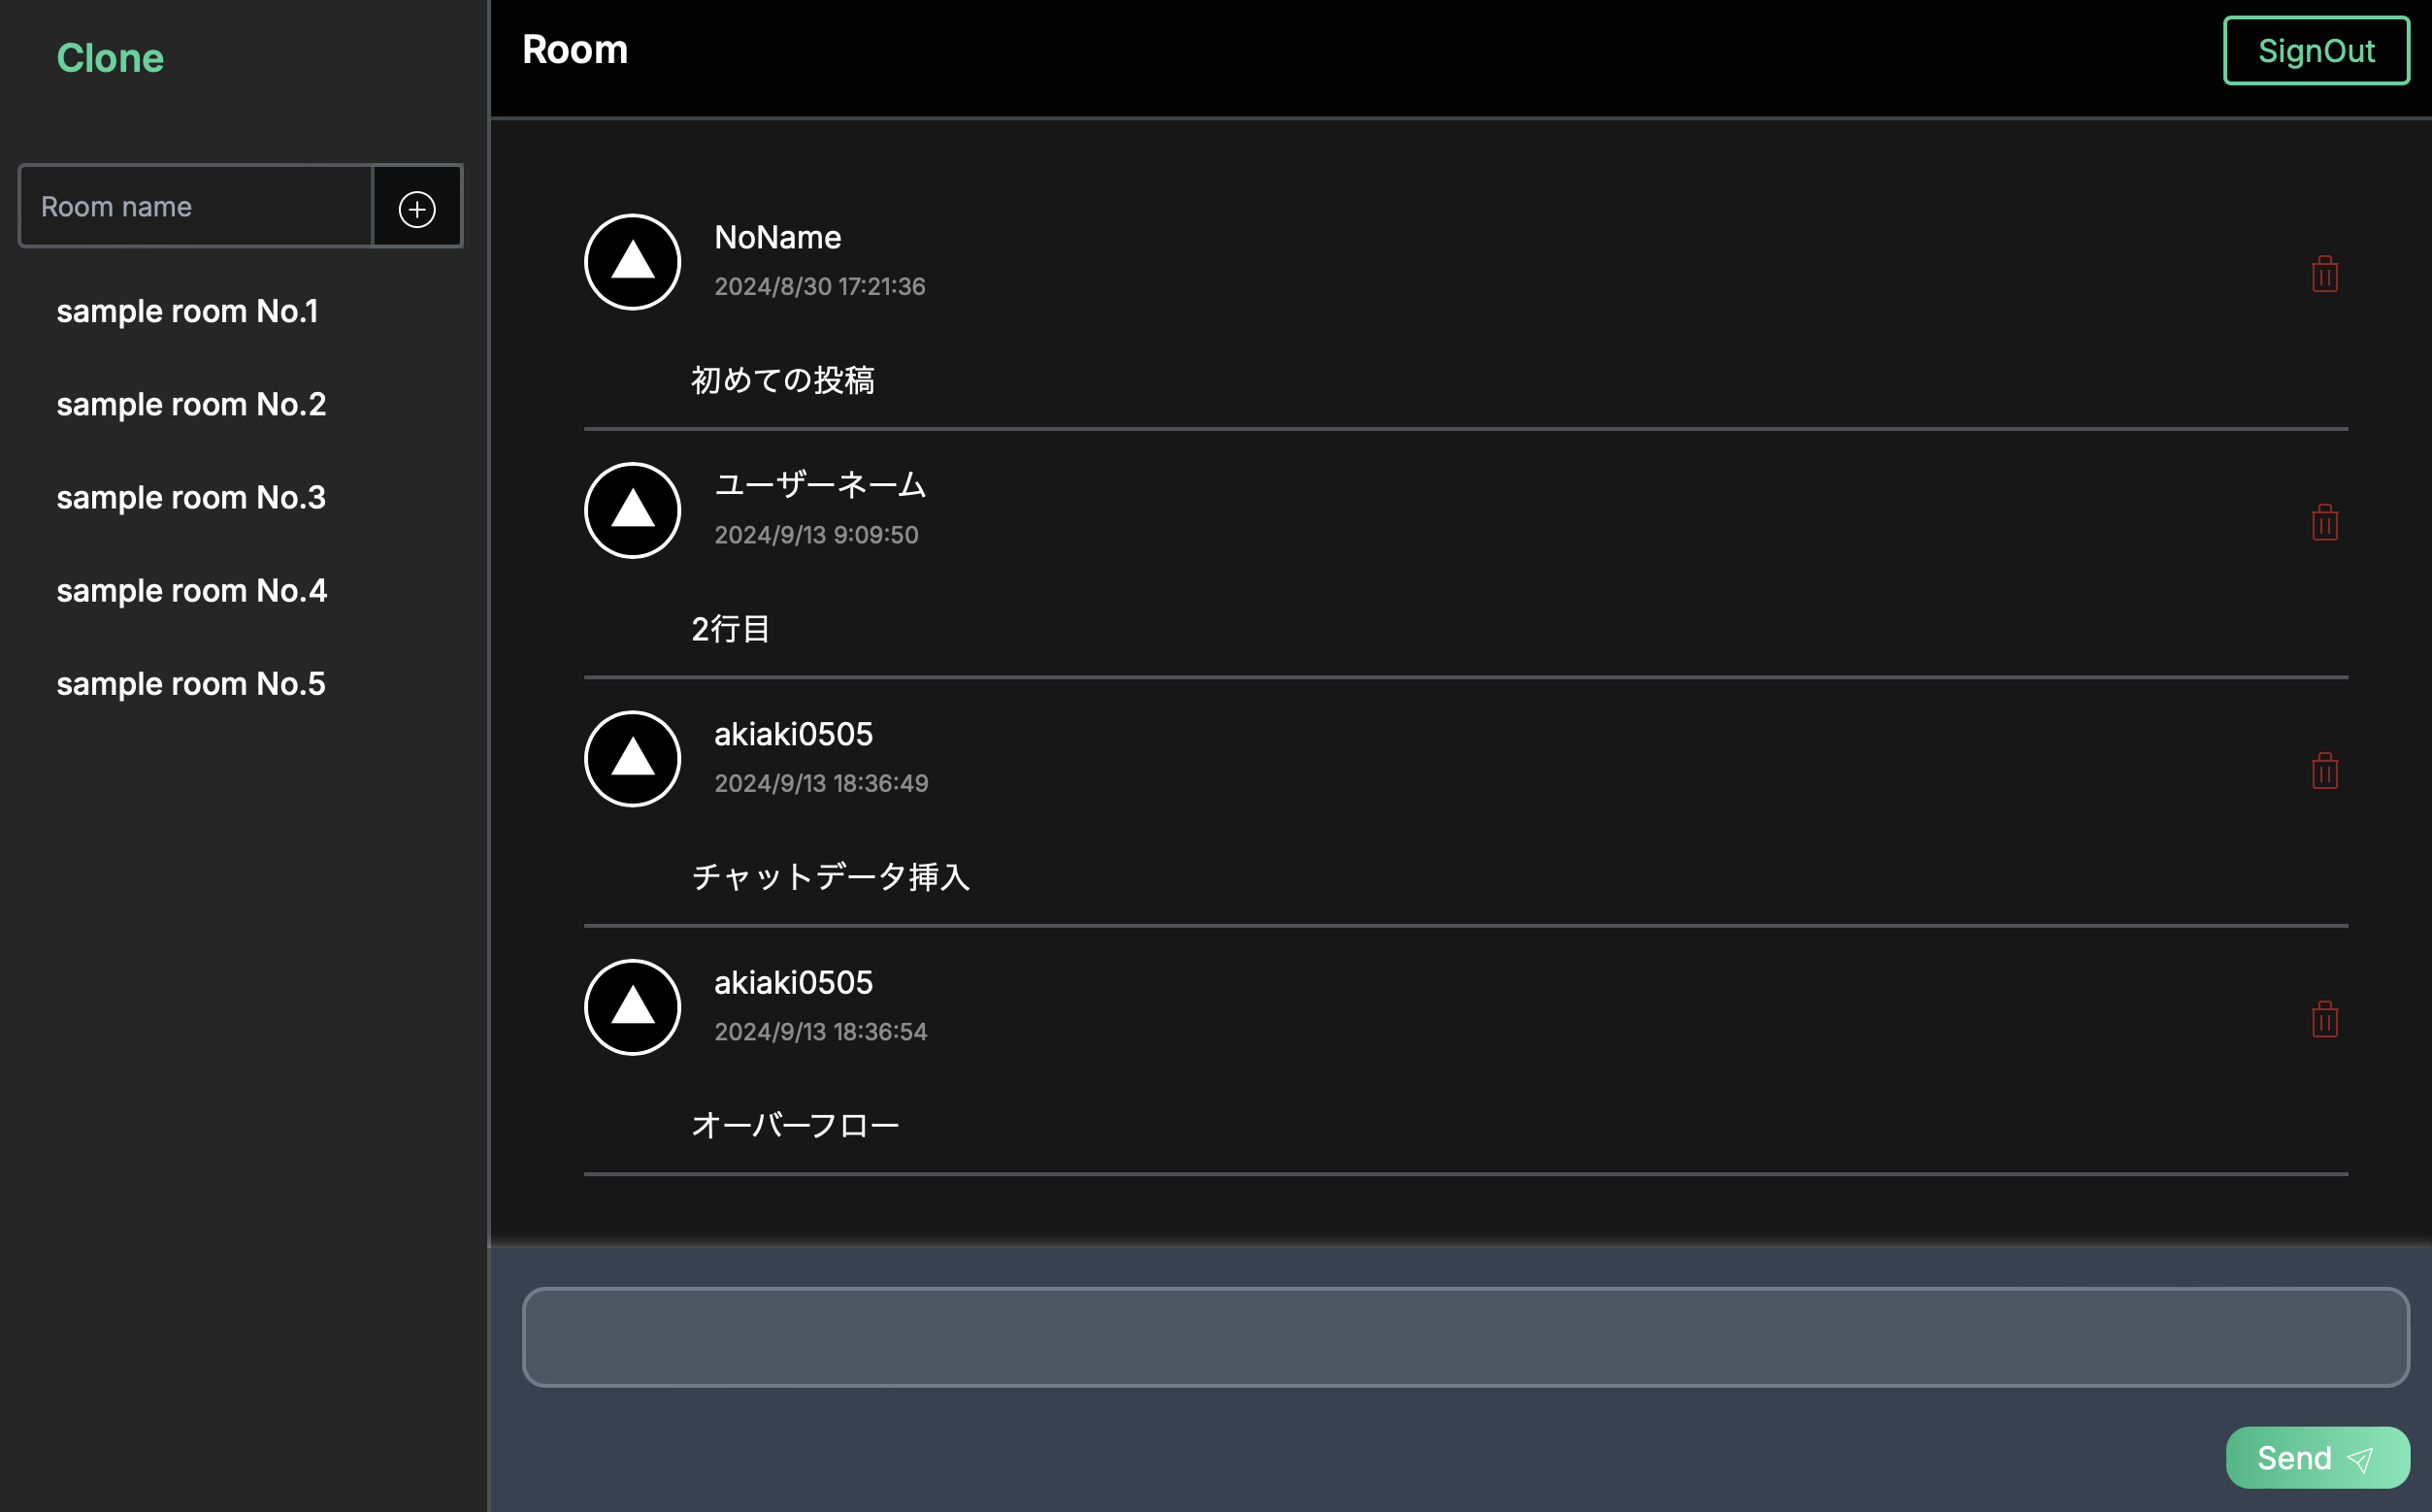 Clone
Room name
sample room No.1
sample room No.2
sample room No.3
sample room No.4
sample room No.5
Room
SignOut
NoName
2024/8/30 17:21:36
初めての投稿
ユーザーネーム
2024/9/13 9:09:50
2行目
akiaki0505
2024/9/13 18:36:49
チャットデータ挿入
akiaki0505
2024/9/13 18:36:54
オーバーフロー
Send